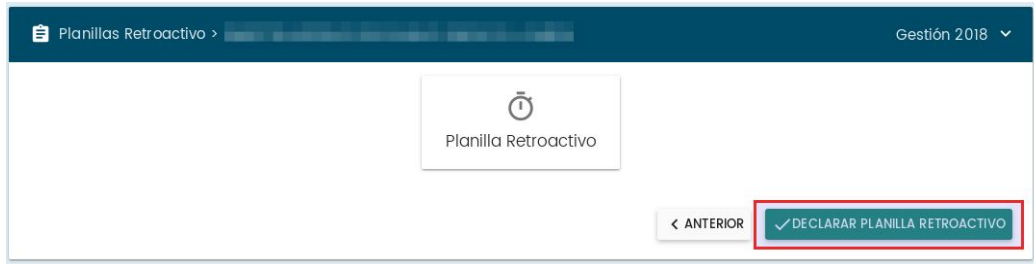 Planillas Retroactivo >
Gestión 2018
Planilla Retroactivo
< ANTERIOR
DECLARAR PLANILLA RETROACTIVO